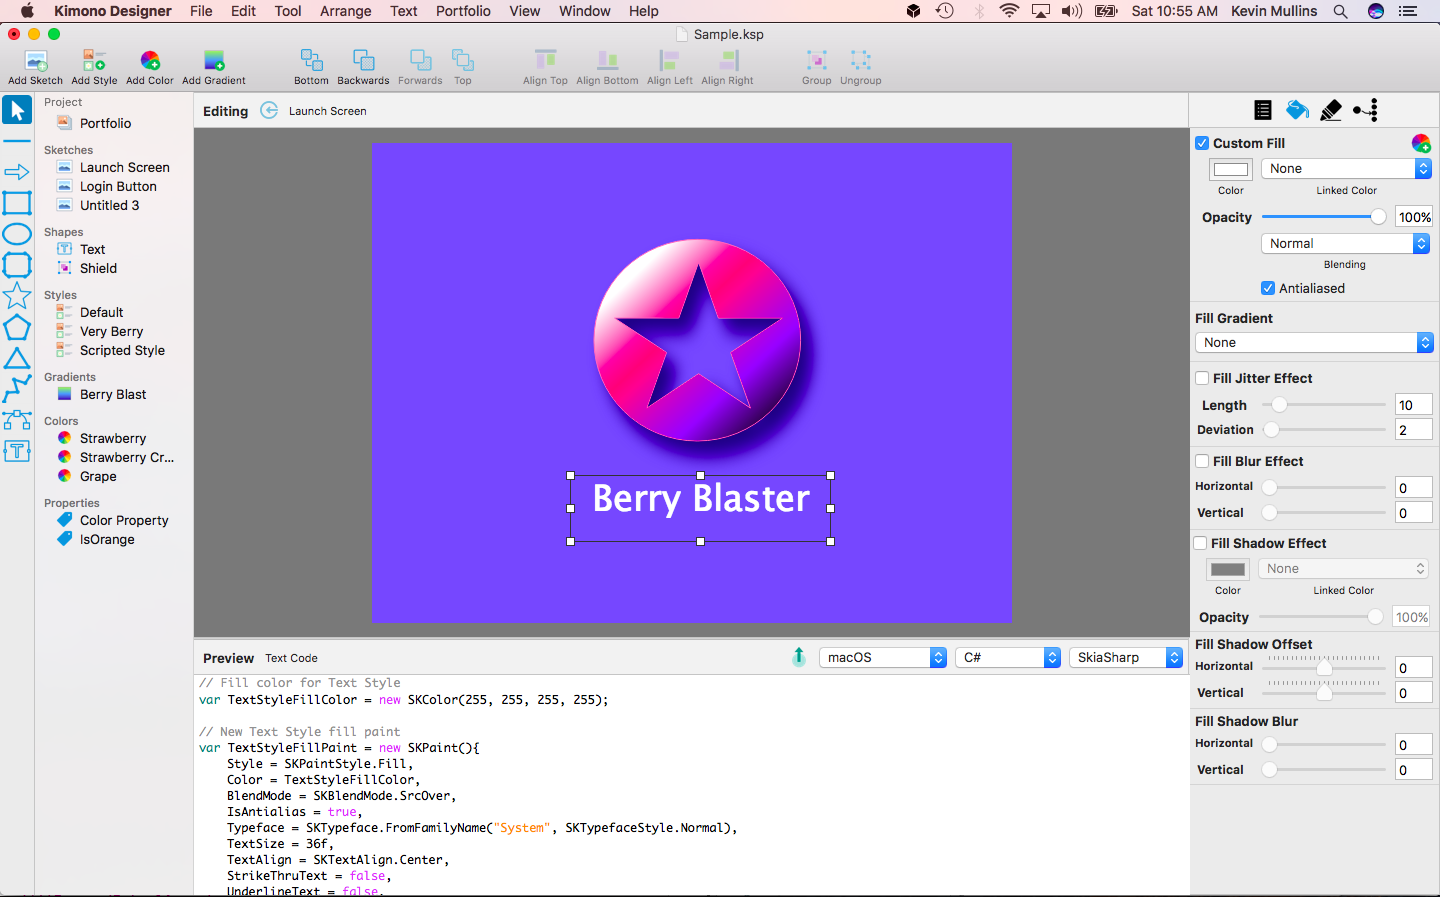 Kimono Designer File Edit Tool Arrange Text Portfolio View Window Help Sat 10:55 AM Kevin Mullins
Sample.ksp
Add Sketch Add Style Add Color Add Gradient Bottom Backwards Forwards Top Align Top Align Bottom Align Left Align Right Group Ungroup
Project
Portfolio
Sketches
Launch Screen
Login Button
Untitled 3
Shapes
Text
Shield
Styles
Default
Very Berry
Scripted Style
Gradients
Berry Blast
Colors
Strawberry
Strawberry Cr...
Grape
Properties
Color Property
IsOrange
Editing Launch Screen
Berry Blaster
Preview Text Code macOS C# SkiaSharp
// Fill color for Text Style
var TextStyleFillColor = new SKColor(255, 255, 255, 255);
// New Text Style fill paint
var TextStyleFillPaint = new SKPaint(){
Style = SKPaintStyle.Fill,
Color = TextStyleFillColor,
BlendMode = SKBlendMode.SrcOver,
IsAntialias = true,
Typeface = SKTypeface.FromFamilyName("System", SKTypefaceStyle.Normal),
TextSize = 36f,
TextAlign = SKTextAlign.Center,
StrikeThruText = false,
UnderlineText = false,
Custom Fill
None
Color Linked Color
Opacity 100%
Normal
Blending
Antialiased
Fill Gradient
None
Fill Jitter Effect
Length 10
Deviation 2
Fill Blur Effect
Horizontal 0
Vertical 0
Fill Shadow Effect
None
Color Linked Color
Opacity 100%
Fill Shadow Offset
Horizontal 0
Vertical 0
Fill Shadow Blur
Horizontal 0
Vertical 0